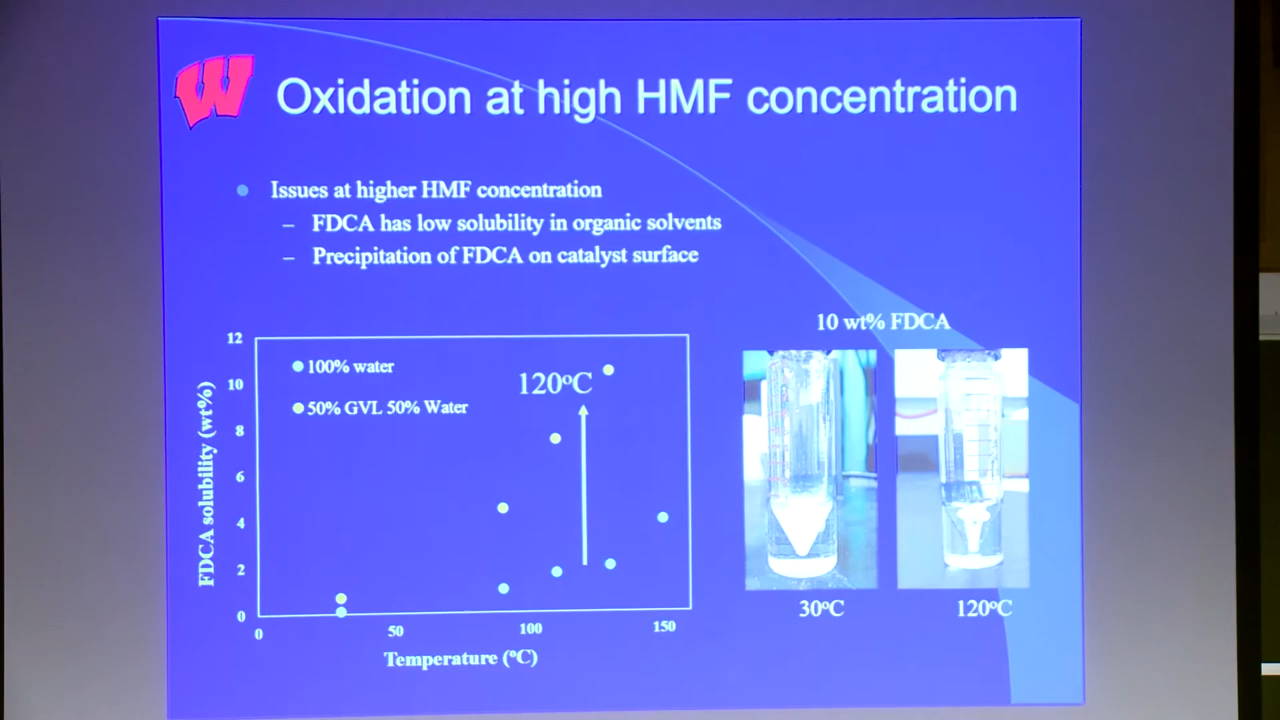 W
Oxidation at high HMF concentration
Issues at higher HMF concentration
– FDCA has low solubility in organic solvents
– Precipitation of FDCA on catalyst surface
10 wt% FDCA
12
10
8
6
4
2
0
FDCA solubility (wt%)
100% water
50% GVL 50% Water
120°C
0
50
100
150
Temperature (°C)
30°C
120°C